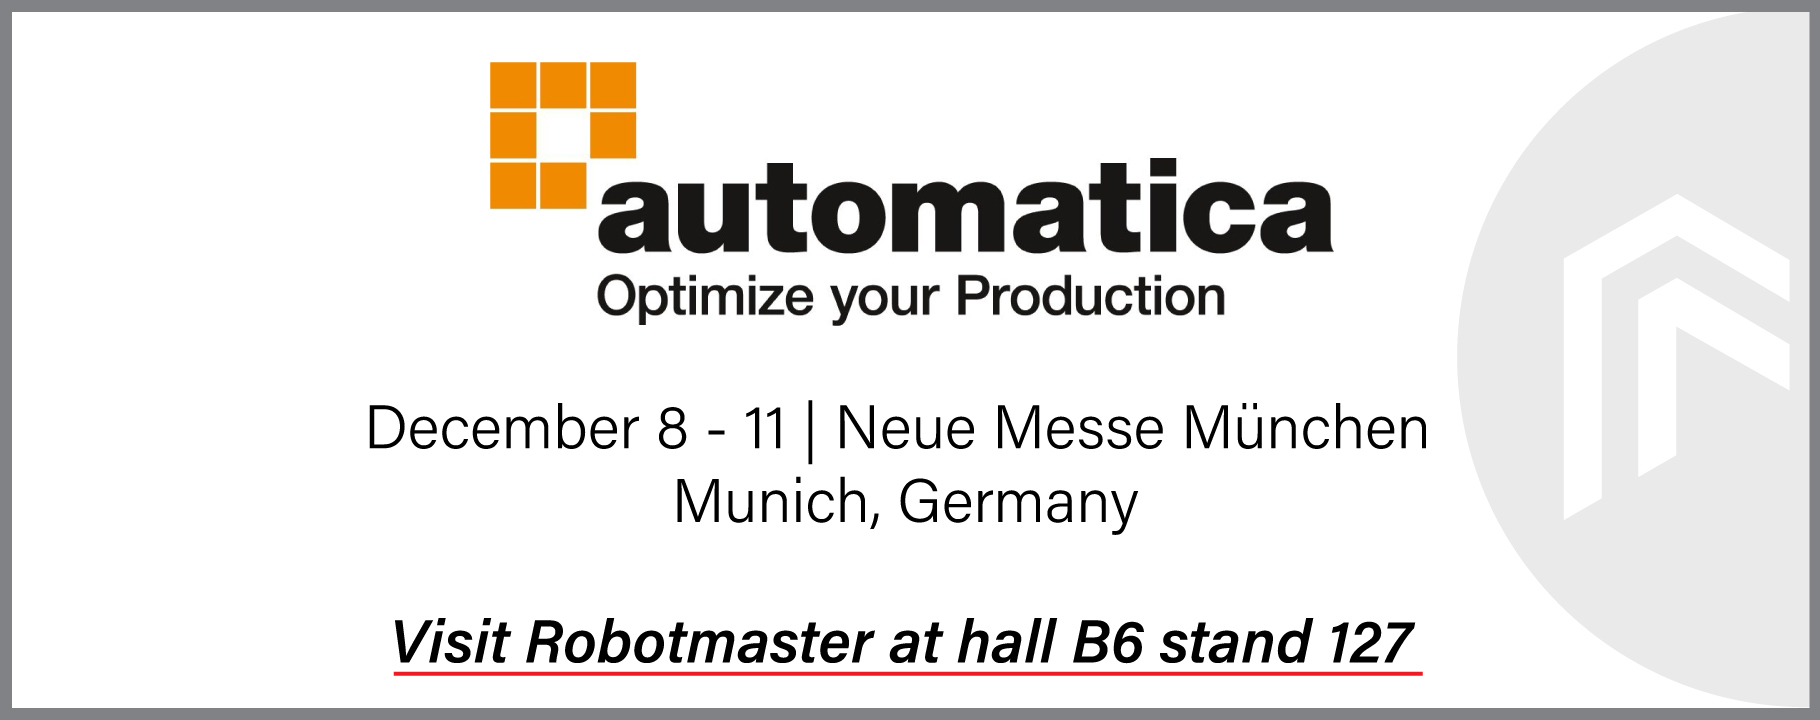 automatica
Optimize your Production
December 8 - 11 | Neue Messe München
Munich, Germany
Visit Robotmaster at hall B6 stand 127